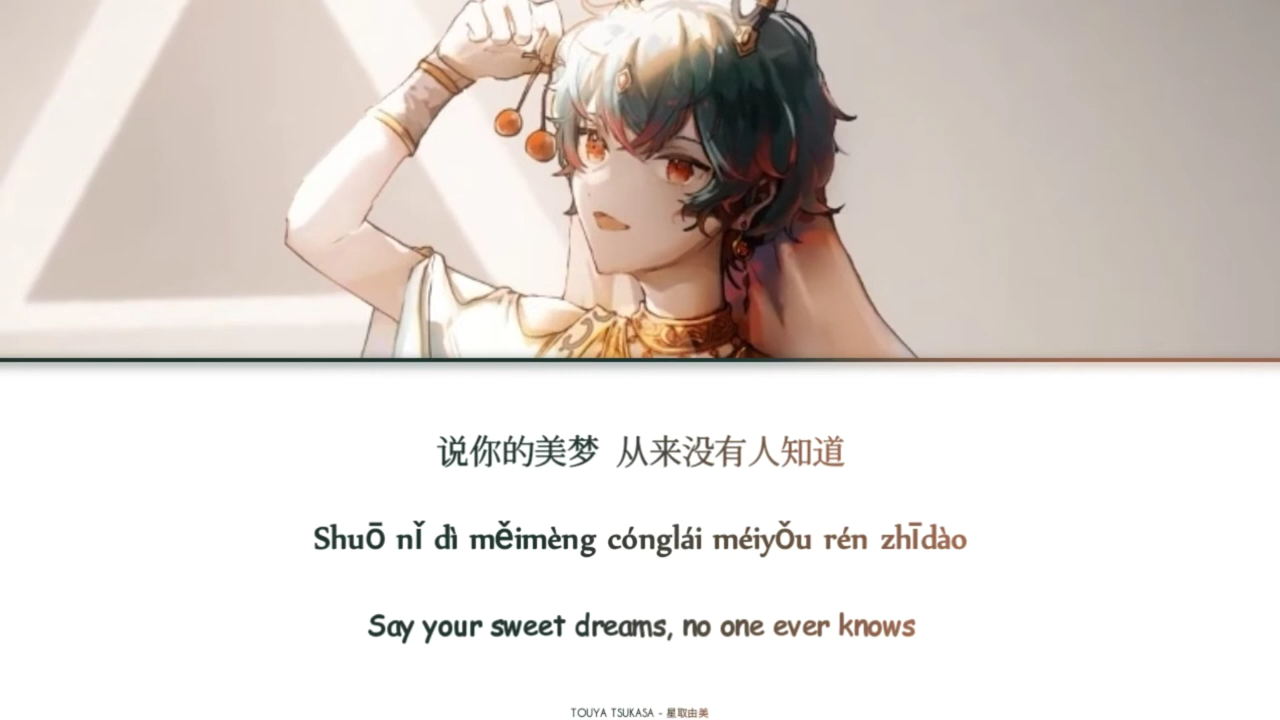 说你的美梦 从来没有人知道
Shuō nǐ dì měimèng cónglái méiyǒu rén zhīdào
Say your sweet dreams, no one ever knows
TOUYA TSUKASA - 星取由美